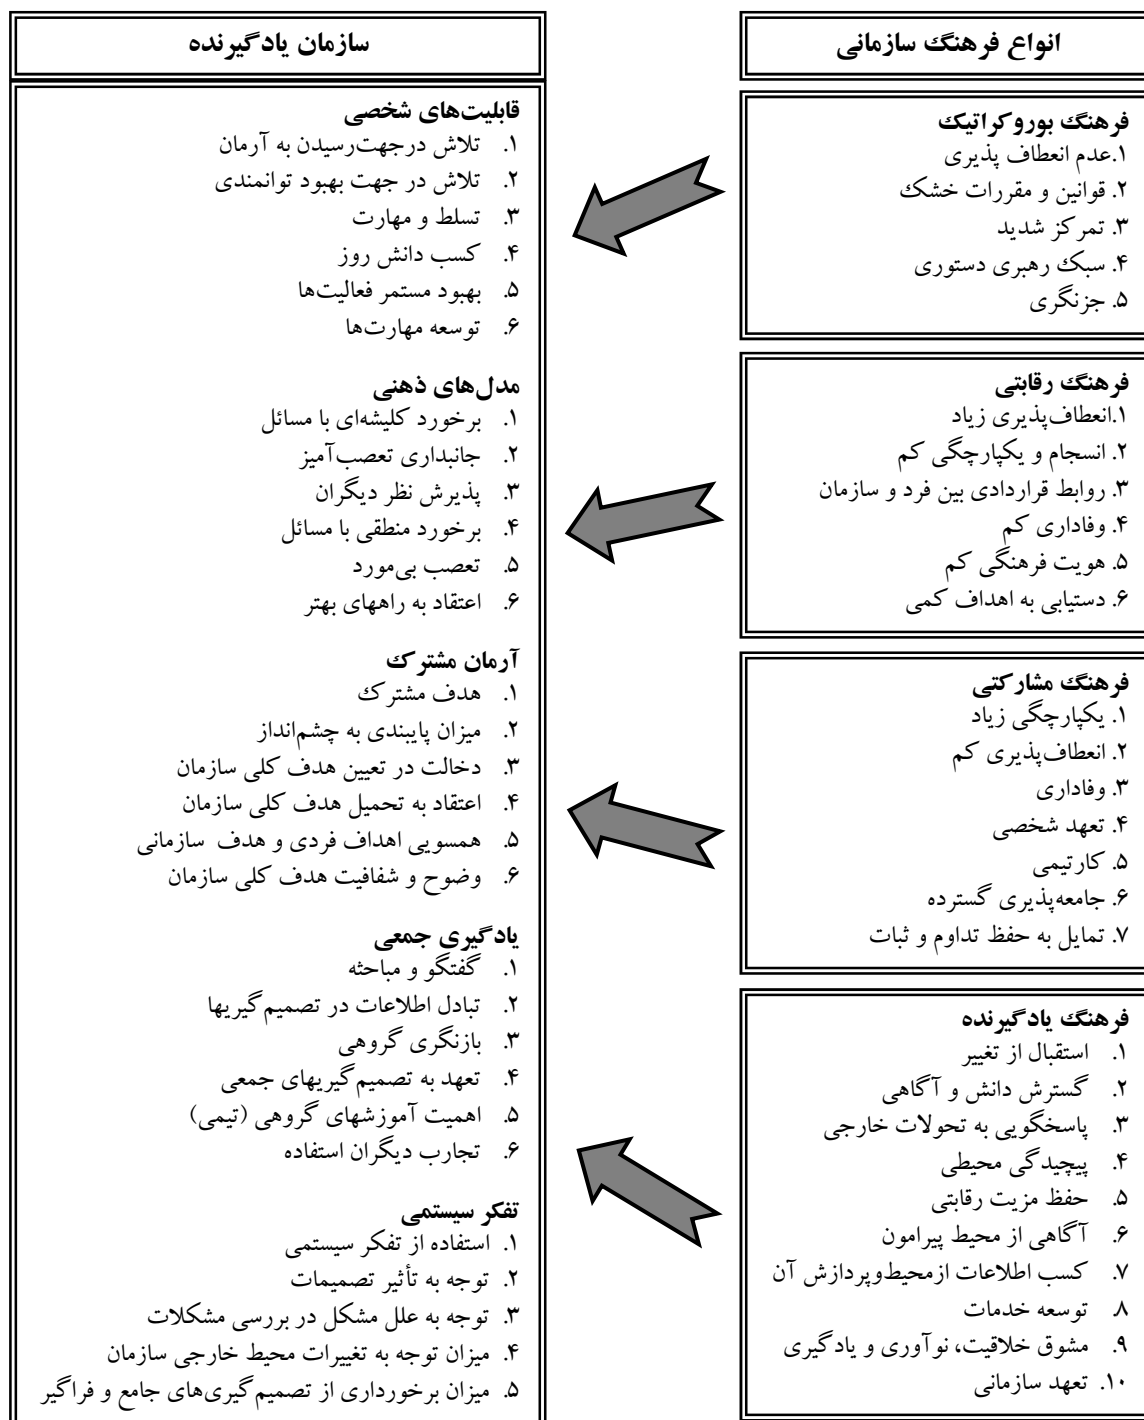 انواع فرهنگ سازمانی
فرهنگ بوروکراتیک
۱.عدم انعطاف پذیری
۲. قوانین و مقررات خشک
۳. تمرکز شدید
۴. سبک رهبری دستوری
۵. جزنگری
فرهنگ رقابتی
۱.انعطاف‌پذیری زیاد
۲. انسجام و یکپارچگی کم
۳. روابط قراردادی بین فرد و سازمان
۴. وفاداری کم
۵. هویت فرهنگی کم
۶. دستیابی به اهداف کمی
فرهنگ مشارکتی
۱. یکپارچگی زیاد
۲. انعطاف‌پذیری کم
۳. وفاداری
۴. تعهد شخصی
۵. کارتیمی
۶. جامعه‌پذیری گسترده
۷. تمایل به حفظ تداوم و ثبات
فرهنگ یادگیرنده
۱. استقبال از تغییر
۲. گسترش دانش و آگاهی
۳. پاسخگویی به تحولات خارجی
۴. پیچیدگی محیطی
۵. حفظ مزیت رقابتی
۶. آگاهی از محیط پیرامون
۷. کسب اطلاعات ازمحیط‌وپردازش آن
۸. توسعه خدمات
۹. مشوق خلاقیت، نوآوری و یادگیری
۱۰. تعهد سازمانی
سازمان یادگیرنده
قابلیت‌های شخصی
۱. تلاش درجهت‌رسیدن به آرمان
۲. تلاش در جهت بهبود توانمندی
۳. تسلط و مهارت
۴. کسب دانش روز
۵. بهبود مستمر فعالیت‌ها
۶. توسعه مهارت‌ها
مدل‌های ذهنی
۱. برخورد کلیشه‌ای با مسائل
۲. جانبداری تعصب‌آمیز
۳. پذیرش نظر دیگران
۴. برخورد منطقی با مسائل
۵. تعصب بی‌مورد
۶. اعتقاد به راههای بهتر
آرمان مشترک
۱. هدف مشترک
۲. میزان پایبندی به چشم‌انداز
۳. دخالت در تعیین هدف کلی سازمان
۴. اعتقاد به تحمیل هدف کلی سازمان
۵. همسویی اهداف فردی و هدف سازمانی
۶. وضوح و شفافیت هدف کلی سازمان
یادگیری جمعی
۱. گفتگو و مباحثه
۲. تبادل اطلاعات در تصمیم‌گیریها
۳. بازنگری گروهی
۴. تعهد به تصمیم‌گیریهای جمعی
۵. اهمیت آموزشهای گروهی (تیمی)
۶. تجارب دیگران استفاده
تفکر سیستمی
۱. استفاده از تفکر سیستمی
۲. توجه به تأثیر تصمیمات
۳. توجه به علل مشکل در بررسی مشکلات
۴. میزان توجه به تغییرات محیط خارجی سازمان
۵. میزان برخورداری از تصمیم‌گیری‌های جامع و فراگیر